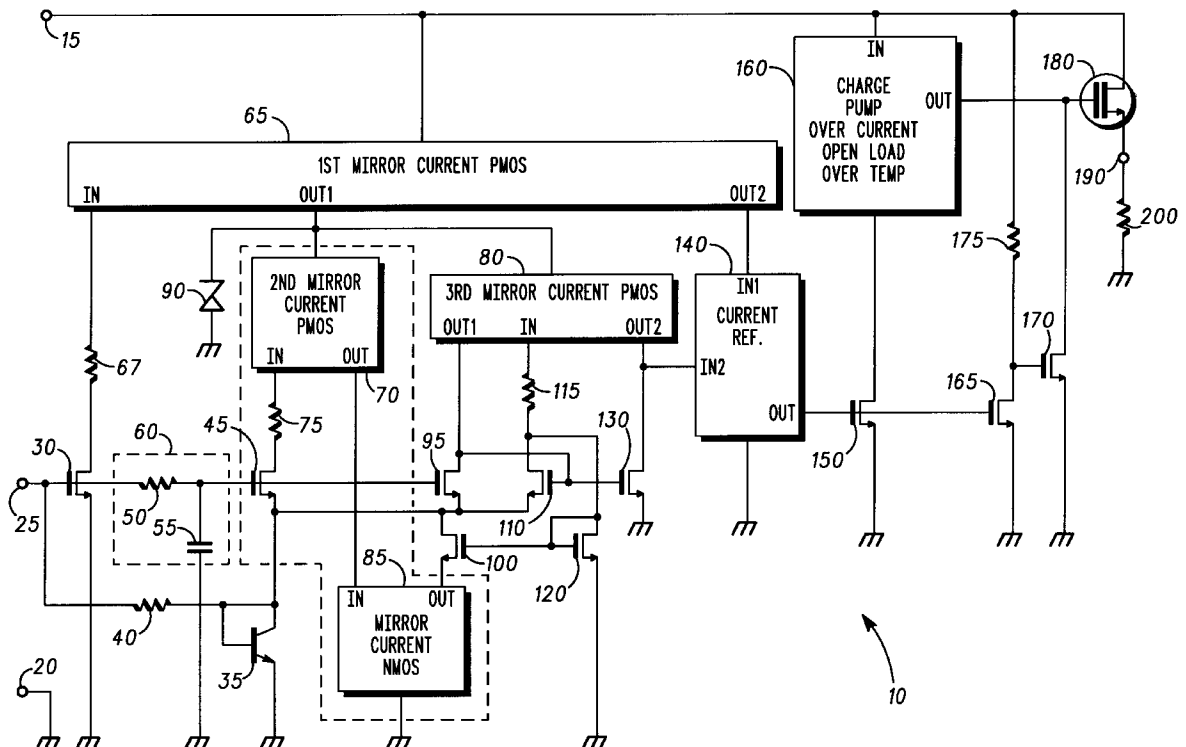 15
160
IN
CHARGE
PUMP
OVER CURRENT
OPEN LOAD
OVER TEMP
OUT
180
190
200
65
1ST MIRROR CURRENT PMOS
IN
OUT1
OUT2
175
90
2ND MIRROR
CURRENT
PMOS
IN
OUT
70
80
3RD MIRROR CURRENT PMOS
OUT1
IN
OUT2
140
IN1
CURRENT
REF.
IN2
OUT
170
165
150
67
75
115
60
45
95
130
30
25
50
55
110
100
120
85
IN
OUT
MIRROR
CURRENT
NMOS
40
35
20
10